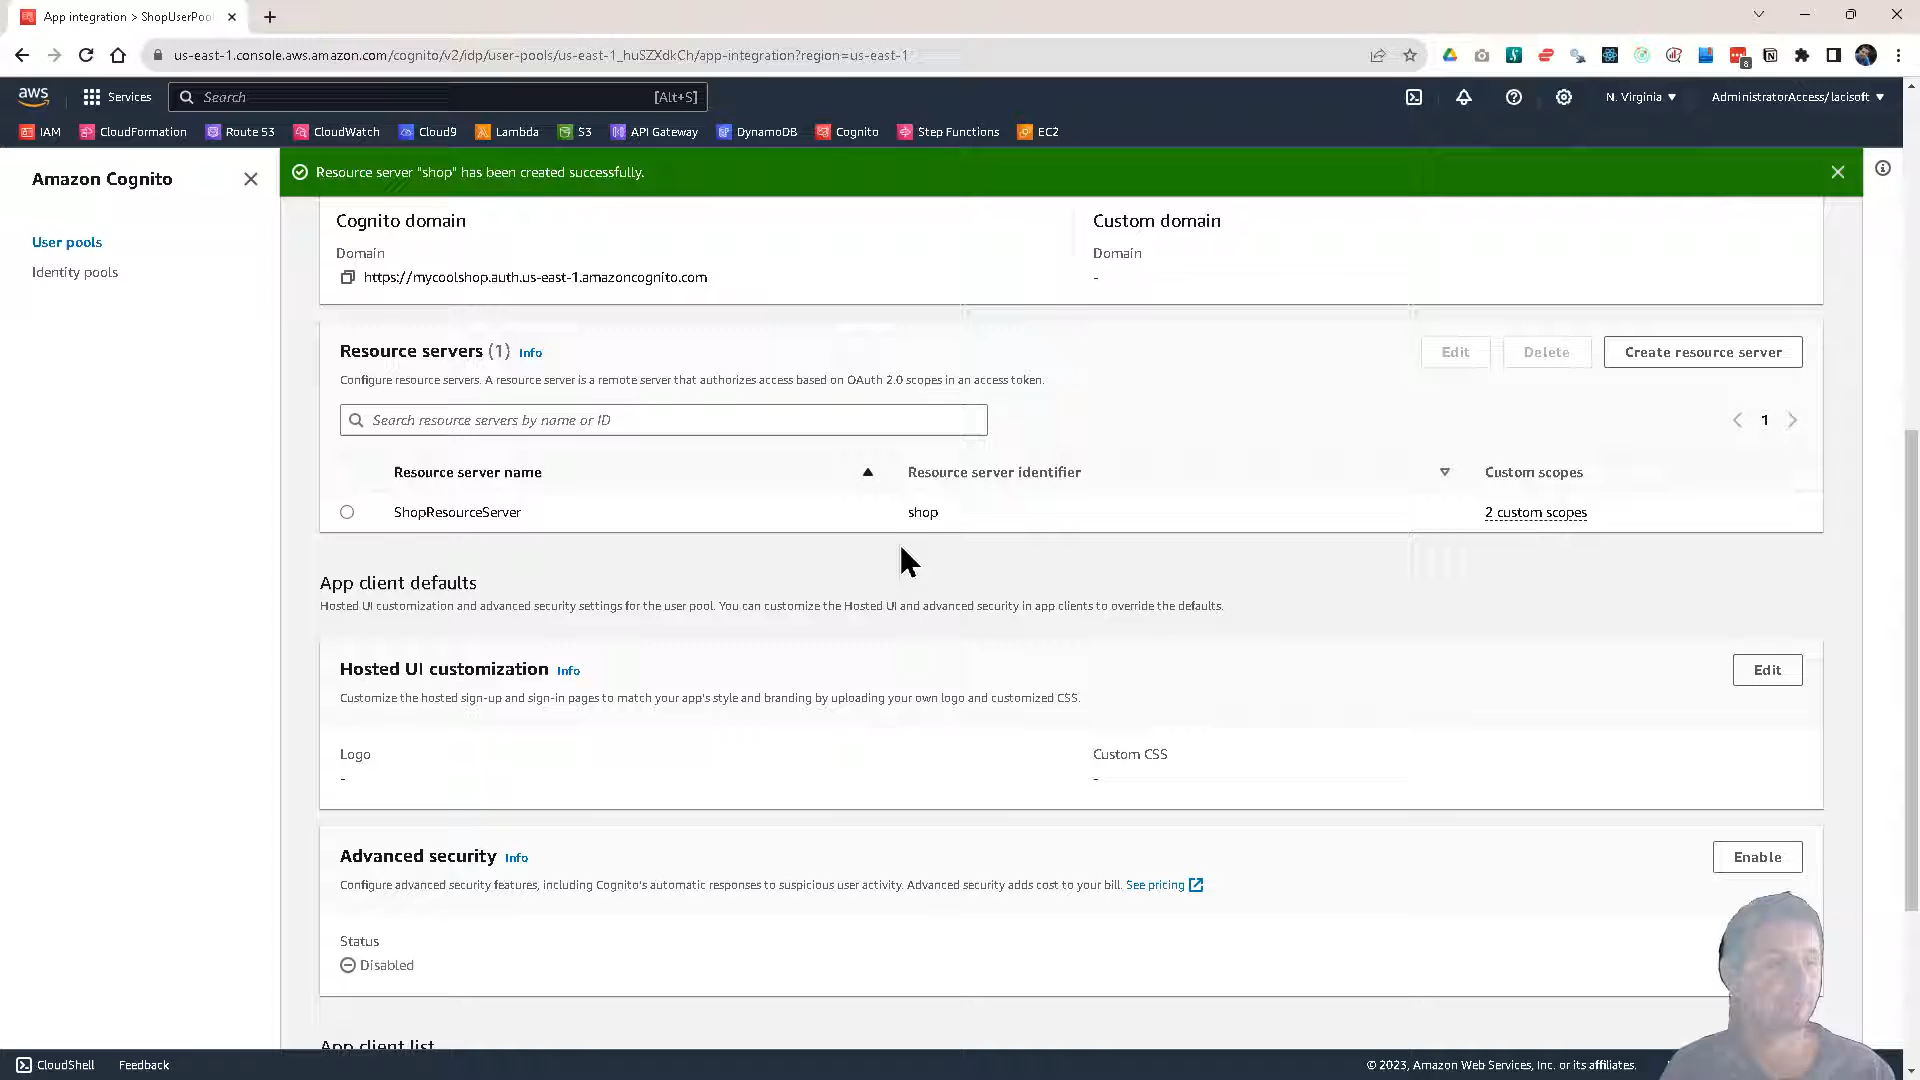 App integration > ShopUserPoo
us-east-1.console.aws.amazon.com/cognito/v2/idp/user-pools/us-east-1_huSZXdkCh/app-integration?region=us-east-1
8
aws
Services
Search
[Alt+S]
N. Virginia ▼
AdministratorAccess/lacisoft ▼
IAM
CloudFormation
Route 53
CloudWatch
Cloud9
Lambda
S3
API Gateway
DynamoDB
Cognito
Step Functions
EC2
Amazon Cognito
User pools
Identity pools
Resource server "shop" has been created successfully.
Cognito domain
Domain
https://mycoolshop.auth.us-east-1.amazoncognito.com
Custom domain
Domain
-
Resource servers (1) Info
Edit
Delete
Create resource server
Configure resource servers. A resource server is a remote server that authorizes access based on OAuth 2.0 scopes in an access token.
Search resource servers by name or ID
1
Resource server name
Resource server identifier
Custom scopes
ShopResourceServer
shop
2 custom scopes
App client defaults
Hosted UI customization and advanced security settings for the user pool. You can customize the Hosted UI and advanced security in app clients to override the defaults.
Hosted UI customization Info
Edit
Customize the hosted sign-up and sign-in pages to match your app's style and branding by uploading your own logo and customized CSS.
Logo
-
Custom CSS
-
Advanced security Info
Enable
Configure advanced security features, including Cognito's automatic responses to suspicious user activity. Advanced security adds cost to your bill. See pricing
Status
Disabled
App client list
CloudShell
Feedback
© 2023, Amazon Web Services, Inc. or its affiliates.